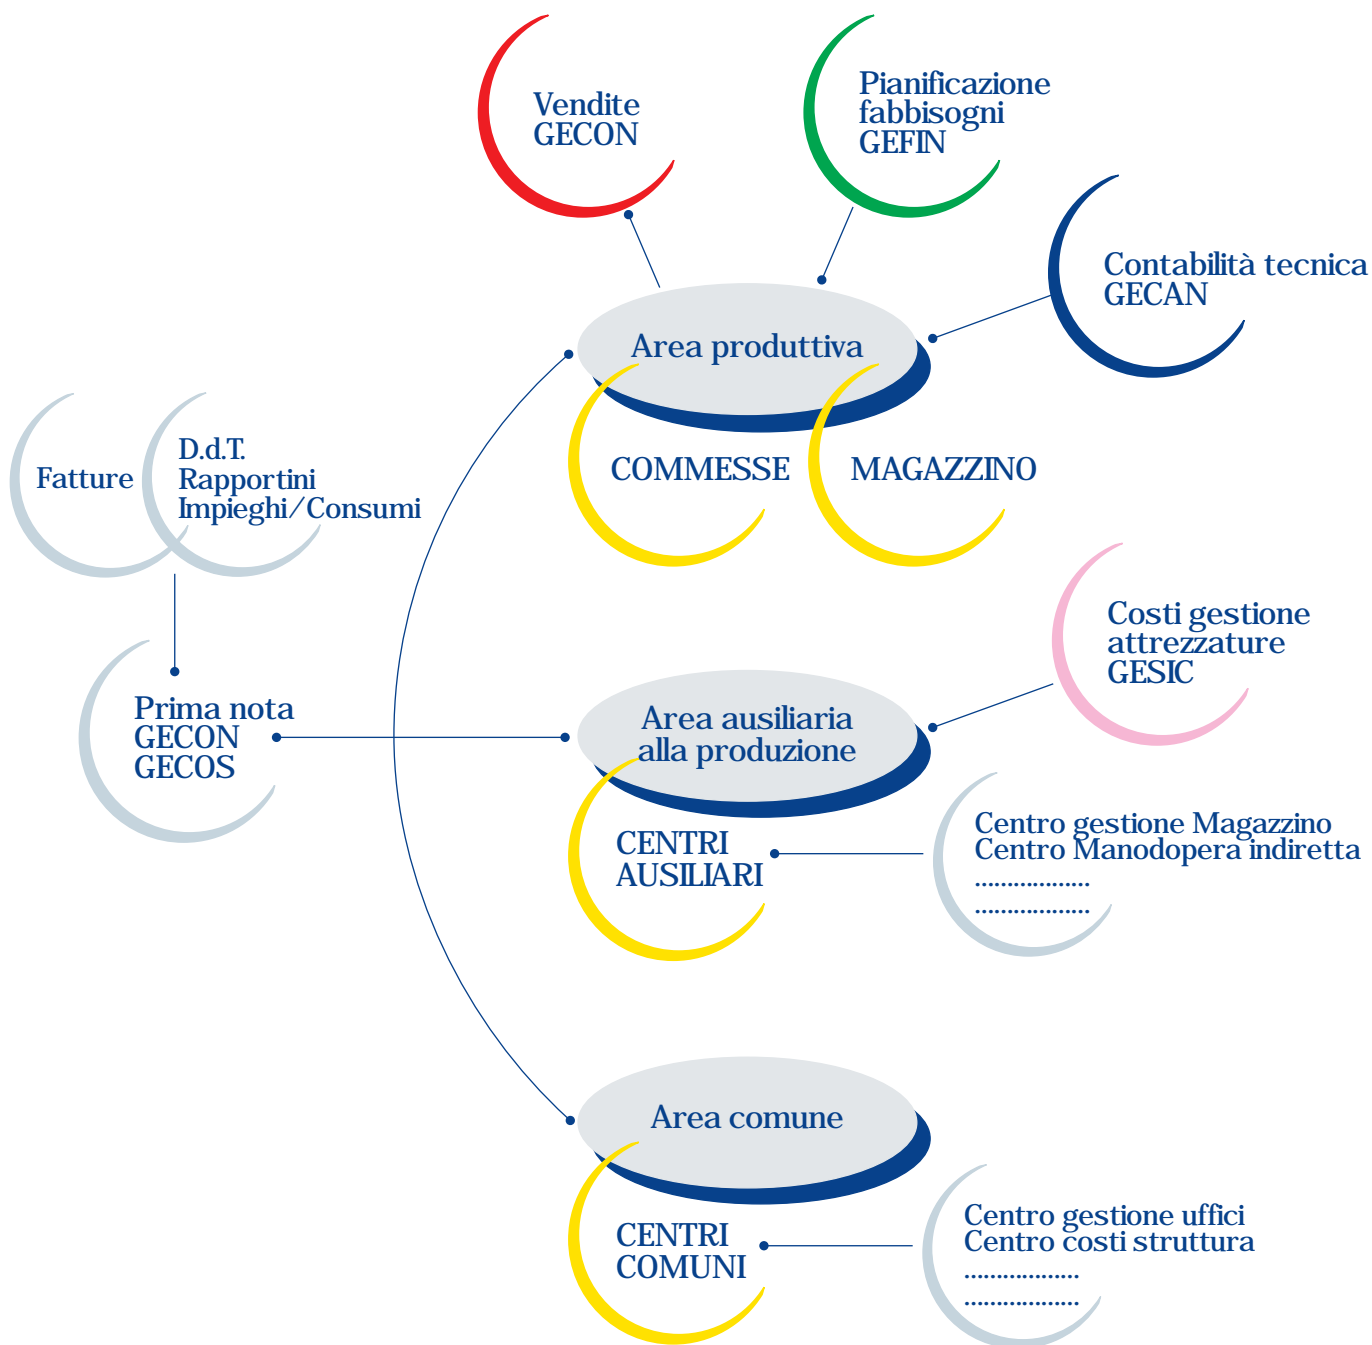 Vendite
GECON
Pianificazione
fabbisogni
GEFIN
Contabilità tecnica
GECAN
Area produttiva
COMMESSE
MAGAZZINO
Fatture
D.d.T.
Rapportini
Impieghi/Consumi
Prima nota
GECON
GECOS
Costi gestione
attrezzature
GESIC
Area ausiliaria
alla produzione
CENTRI
AUSILIARI
Centro gestione Magazzino
Centro Manodopera indiretta
..................
..................
Area comune
CENTRI
COMUNI
Centro gestione uffici
Centro costi struttura
..................
..................